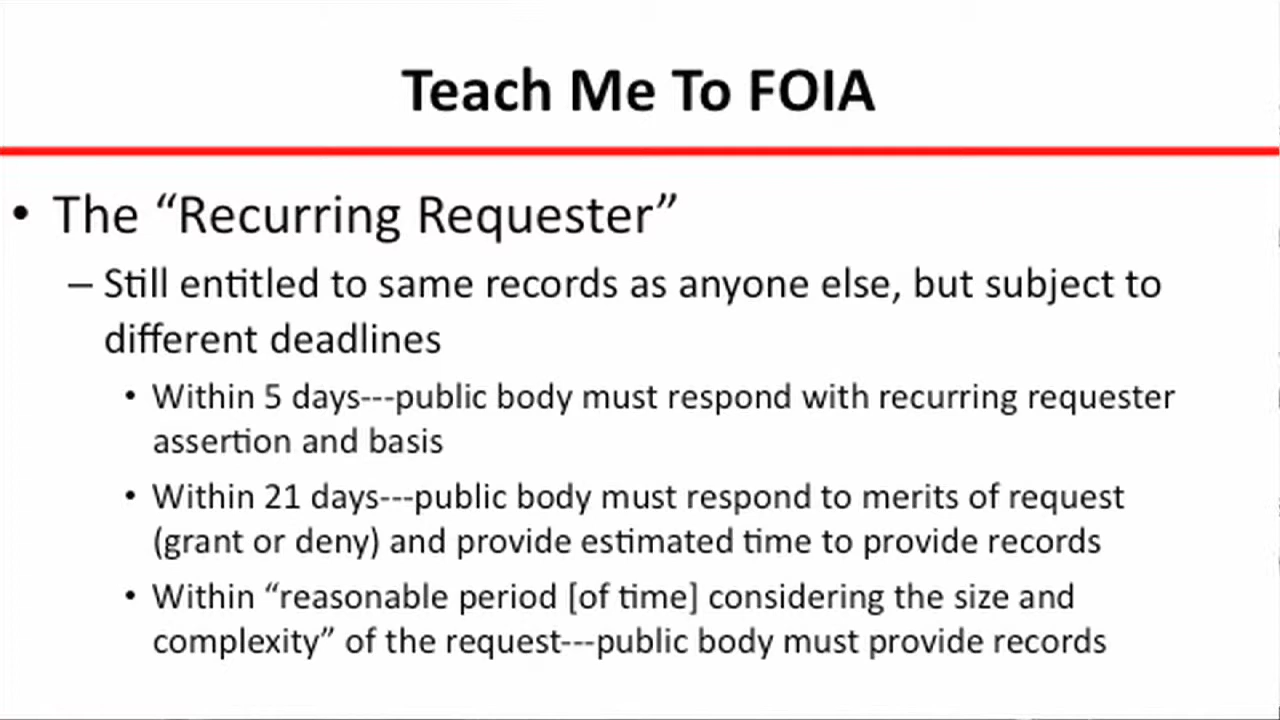 Teach Me To FOIA
• The “Recurring Requester”
– Still entitled to same records as anyone else, but subject to
different deadlines
• Within 5 days---public body must respond with recurring requester
assertion and basis
• Within 21 days---public body must respond to merits of request
(grant or deny) and provide estimated time to provide records
• Within “reasonable period [of time] considering the size and
complexity” of the request---public body must provide records